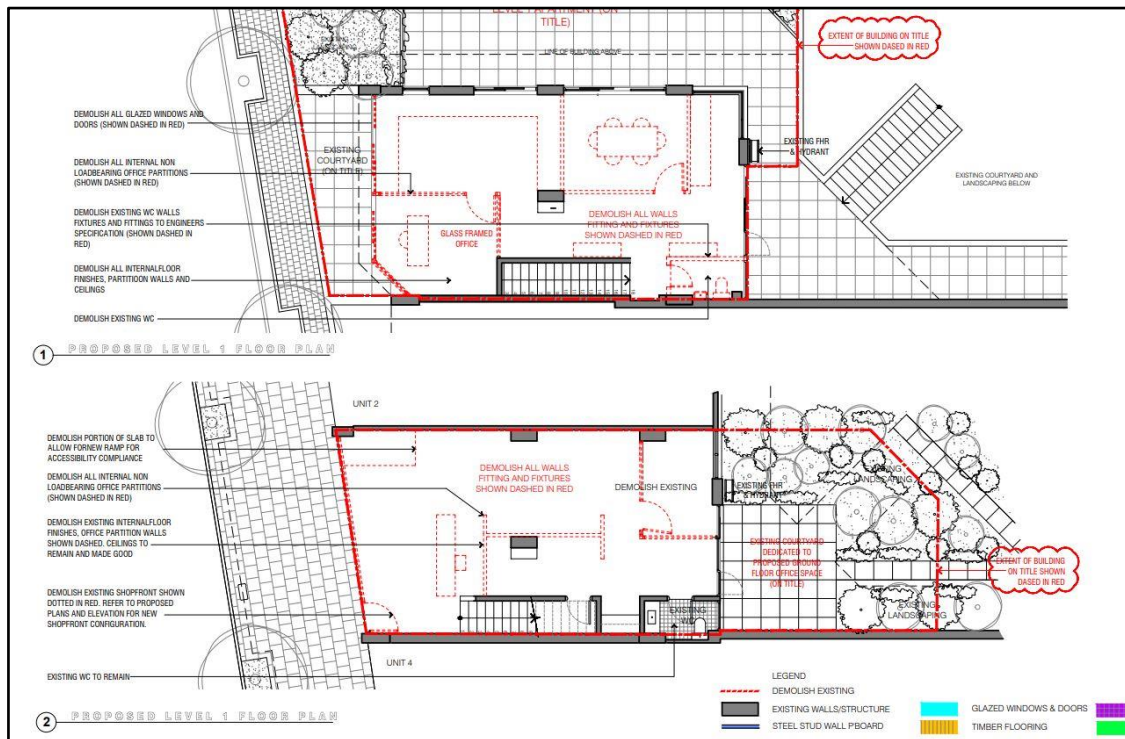 LEVEL 1 APARTMENT (ON
TITLE)
EXISTING
LINE OF BUILDING ABOVE
EXTENT OF BUILDING ON TITLE
SHOWN DASED IN RED
DEMOLISH ALL GLAZED WINDOWS AND
DOORS (SHOWN DASHED IN RED)
DEMOLISH ALL INTERNAL NON
LOADBEARING OFFICE PARTITIONS
(SHOWN DASHED IN RED)
DEMOLISH EXISTING WC WALLS
FIXTURES AND FITTINGS TO ENGINEERS
SPECIFICATION (SHOWN DASHED IN
RED)
DEMOLISH ALL INTERNALFLOOR
FINISHES, PARTITIOON WALLS AND
CEILINGS
DEMOLISH EXISTING WC
EXISTING
COURTYARD
(ON TITLE)
GLASS FRAMED
OFFICE
DEMOLISH ALL WALLS
FITTING AND FIXTURES
SHOWN DASHED IN RED
EXISTING FHR
& HYDRANT
EXISTING COURTYARD AND
LANDSCAPING BELOW
1 PROPOSED LEVEL 1 FLOOR PLAN
UNIT 2
DEMOLISH PORTION OF SLAB TO
ALLOW FORNEW RAMP FOR
ACCESSIBILITY COMPLIANCE
DEMOLISH ALL INTERNAL NON
LOADBEARING OFFICE PARTITIONS
(SHOWN DASHED IN RED)
DEMOLISH EXISTING INTERNALFLOOR
FINISHES, OFFICE PARTITION WALLS
SHOWN DASHED. CEILINGS TO
REMAIN AND MADE GOOD
DEMOLISH EXISTING SHOPFRONT SHOWN
DOTTED IN RED. REFER TO PROPOSED
PLANS AND ELEVATION FOR NEW
SHOPFRONT CONFIGURATION.
EXISTING WC TO REMAIN
DEMOLISH ALL WALLS
FITTING AND FIXTURES
SHOWN DASHED IN RED
DEMOLISH EXISTING
EXISTING FHR
& HYDRANT
EXISTING
LANDSCAPING
EXISTING COURTYARD
DEDICATED TO
PROPOSED GROUND
FLOOR OFFICE SPACE
(ON TITLE)
EXTENT OF BUILDING
ON TITLE SHOWN
DASED IN RED
EXISTING
LANDSCAPING
EXISTING
WC
UNIT 4
2 PROPOSED LEVEL 1 FLOOR PLAN
LEGEND
DEMOLISH EXISTING
EXISTING WALLS/STRUCTURE
STEEL STUD WALL P'BOARD
GLAZED WINDOWS & DOORS
TIMBER FLOORING